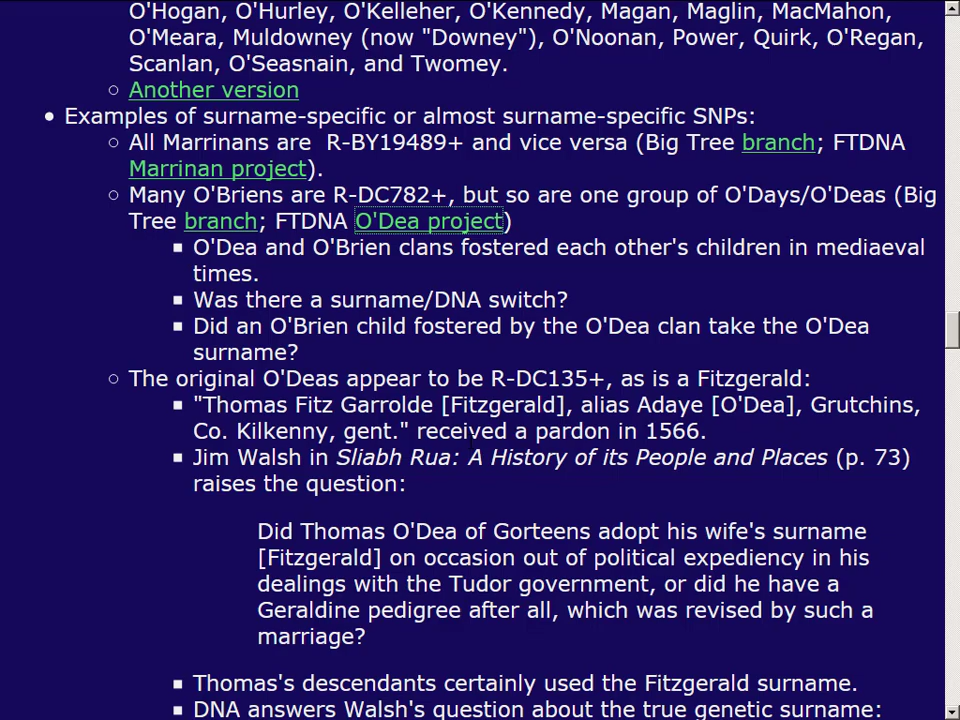 O'Hogan, O'Hurley, O'Kelleher, O'Kennedy, Magan, Maglin, MacMahon,
O'Meara, Muldowney (now "Downey"), O'Noonan, Power, Quirk, O'Regan,
Scanlan, O'Seasnain, and Twomey.
Another version
Examples of surname-specific or almost surname-specific SNPs:
All Marrinans are  R-BY19489+ and vice versa (Big Tree branch; FTDNA
Marrinan project).
Many O'Briens are R-DC782+, but so are one group of O'Days/O'Deas (Big
Tree branch; FTDNA O'Dea project)
O'Dea and O'Brien clans fostered each other's children in mediaeval
times.
Was there a surname/DNA switch?
Did an O'Brien child fostered by the O'Dea clan take the O'Dea
surname?
The original O'Deas appear to be R-DC135+, as is a Fitzgerald:
"Thomas Fitz Garrolde [Fitzgerald], alias Adaye [O'Dea], Grutchins,
Co. Kilkenny, gent." received a pardon in 1566.
Jim Walsh in Sliabh Rua: A History of its People and Places (p. 73)
raises the question:
Did Thomas O'Dea of Gorteens adopt his wife's surname
[Fitzgerald] on occasion out of political expediency in his
dealings with the Tudor government, or did he have a
Geraldine pedigree after all, which was revised by such a
marriage?
Thomas's descendants certainly used the Fitzgerald surname.
DNA answers Walsh's question about the true genetic surname: